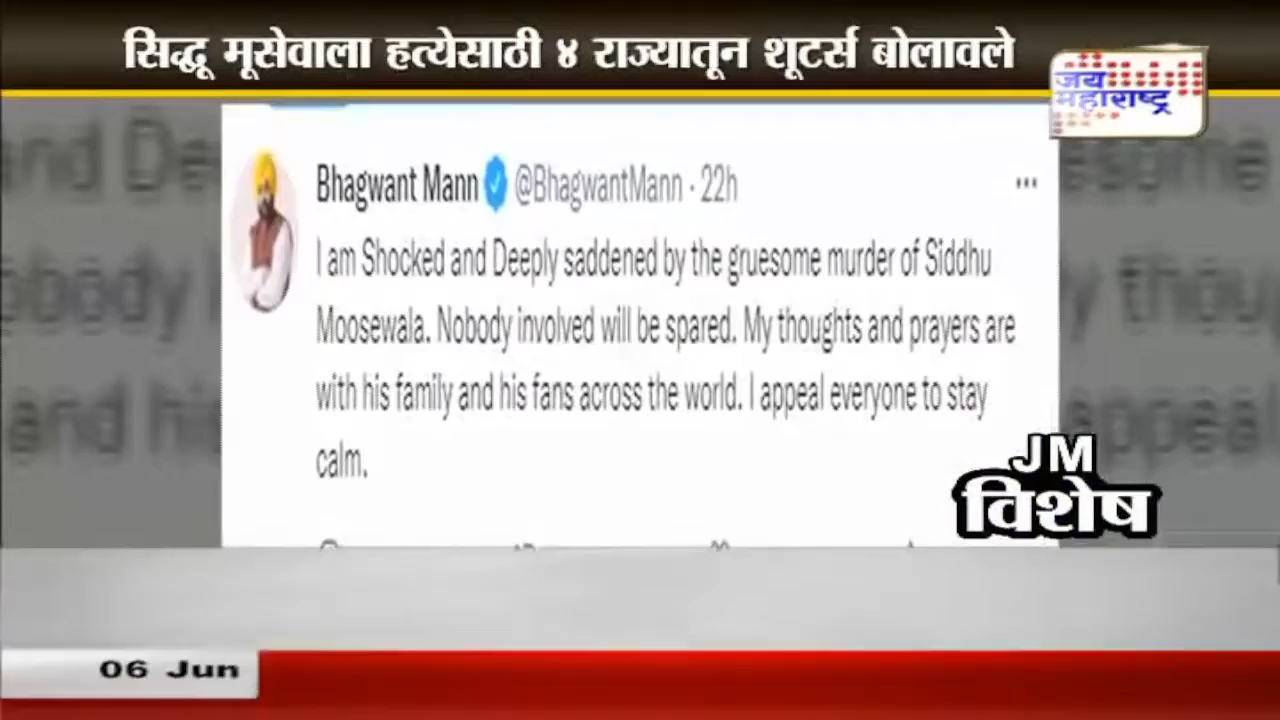 सिद्धू मूसेवाला हत्येसाठी ४ राज्यातून शूटर्स बोलावले
जय
महाराष्ट्र
Bhagwant Mann @BhagwantMann · 22h
I am Shocked and Deeply saddened by the gruesome murder of Siddhu
Moosewala. Nobody involved will be spared. My thoughts and prayers are
with his family and his fans across the world. I appeal everyone to stay
calm.
JM
विशेष
06 Jun